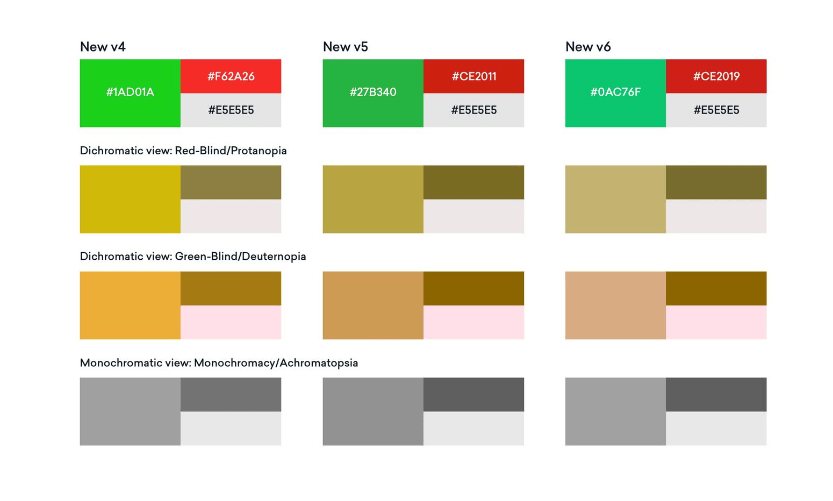 New v4
New v5
New v6
#1AD01A
#F62A26
#E5E5E5
#27B340
#CE2011
#E5E5E5
#0AC76F
#CE2019
#E5E5E5
Dichromatic view: Red-Blind/Protanopia
Dichromatic view: Green-Blind/Deuternopia
Monochromatic view: Monochromacy/Achromatopsia